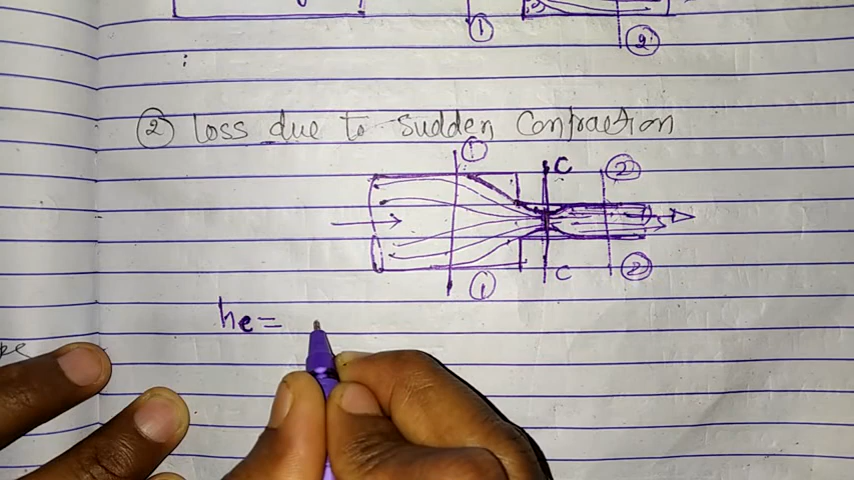 1
2
2 loss due to sudden Contraction
1 C 2
1 C 2
he=